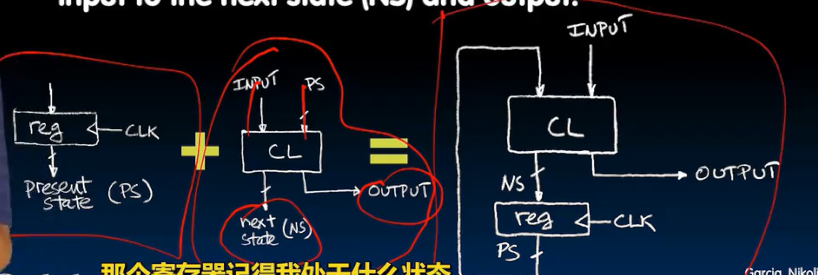 input to the next state (NS) and output.
reg
CLK
present
state (PS)
+
INPUT
PS
CL
OUTPUT
next
state (NS)
=
INPUT
CL
OUTPUT
NS
reg
CLK
PS
那个寄存器记得我处于什么状态
Garcia, Nikoli